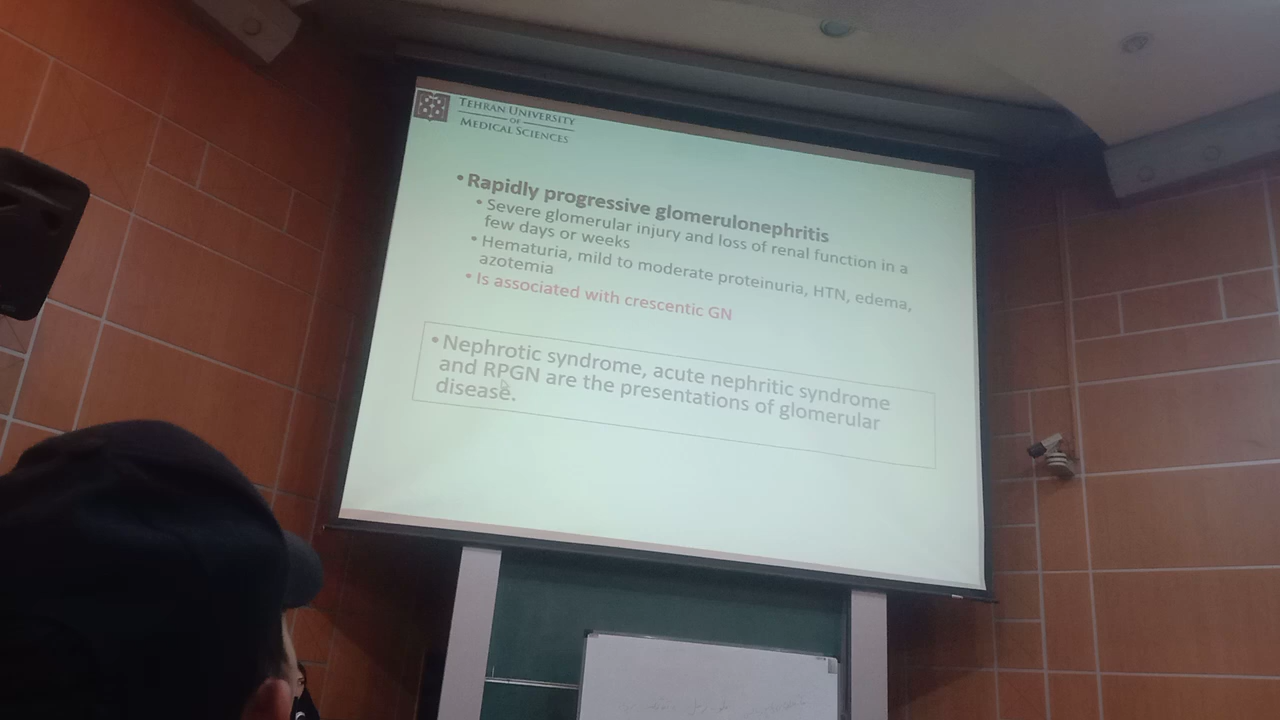 TEHRAN UNIVERSITY
OF
MEDICAL SCIENCES
• Rapidly progressive glomerulonephritis
• Severe glomerular injury and loss of renal function in a
few days or weeks
• Hematuria, mild to moderate proteinuria, HTN, edema,
azotemia
• Is associated with crescentic GN
• Nephrotic syndrome, acute nephritic syndrome
and RPGN are the presentations of glomerular
disease.